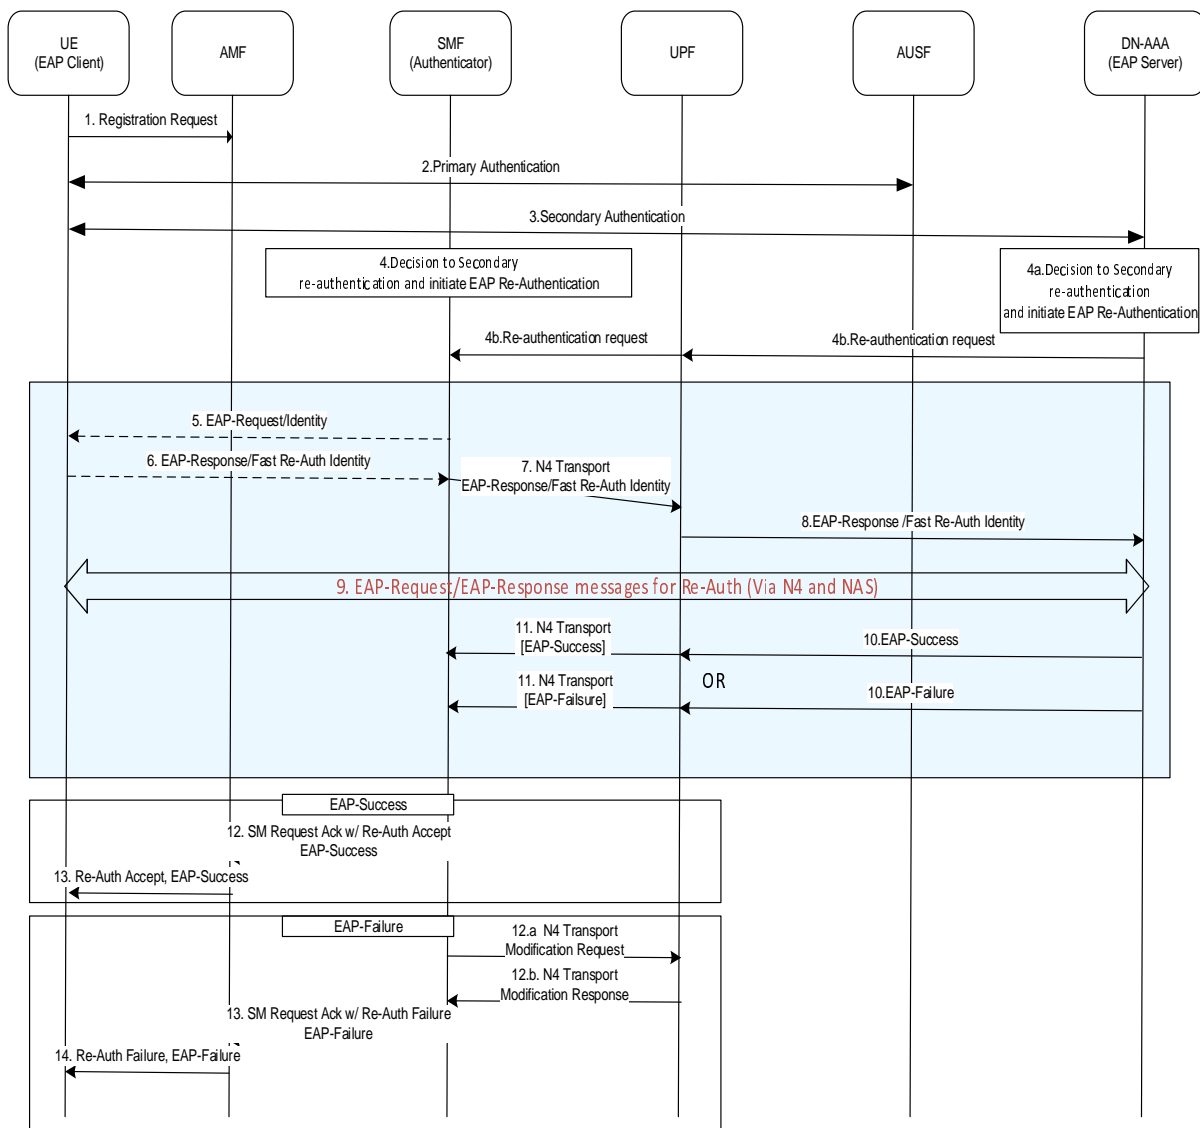 UE
(EAP Client)
AMF
SMF
(Authenticator)
UPF
AUSF
DN-AAA
(EAP Server)
1. Registration Request
2.Primary Authentication
3.Secondary Authentication
4.Decision to Secondary
re-authentication and initiate EAP Re-Authentication
4a.Decision to Secondary
re-authentication
and initiate EAP Re-Authentication
4b.Re-authentication request
4b.Re-authentication request
5. EAP-Request/Identity
6. EAP-Response/Fast Re-Auth Identity
7. N4 Transport
EAP-Response/Fast Re-Auth Identity
8.EAP-Response /Fast Re-Auth Identity
9. EAP-Request/EAP-Response messages for Re-Auth (Via N4 and NAS)
11. N4 Transport
[EAP-Success]
10.EAP-Success
OR
11. N4 Transport
[EAP-Failsure]
10.EAP-Failure
EAP-Success
12. SM Request Ack w/ Re-Auth Accept
EAP-Success
13. Re-Auth Accept, EAP-Success
EAP-Failure
12.a N4 Transport
Modification Request
12.b. N4 Transport
Modification Response
13. SM Request Ack w/ Re-Auth Failure
EAP-Failure
14. Re-Auth Failure, EAP-Failure